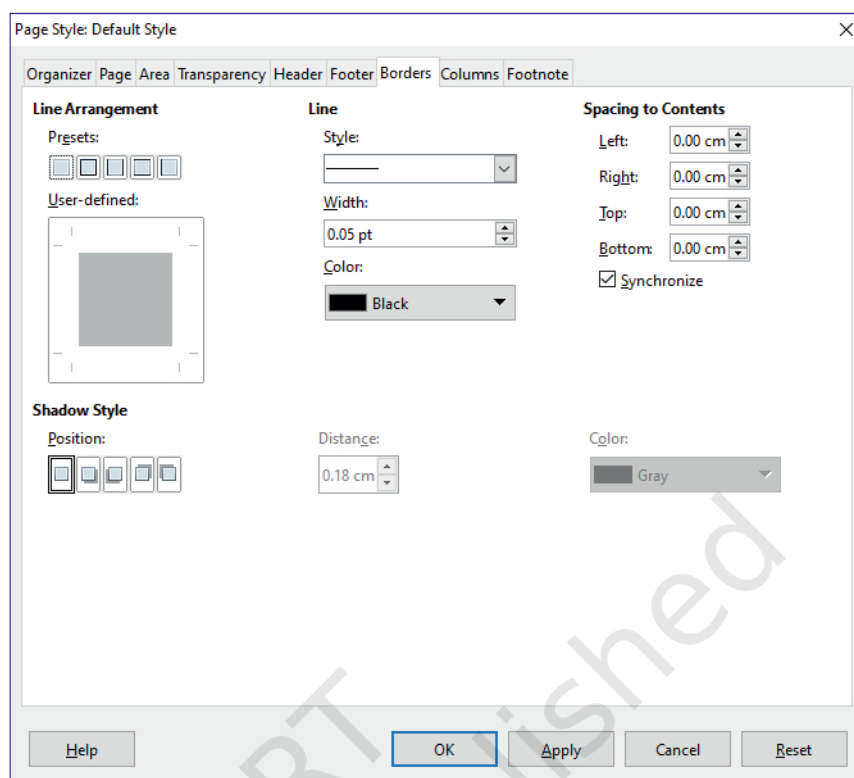 Page Style: Default Style
Organizer Page Area Transparency Header Footer Borders Columns Footnote
Line Arrangement
Presets:
User-defined:
Line
Style:
Width:
0.05 pt
Color:
Black
Spacing to Contents
Left: 0.00 cm
Right: 0.00 cm
Top: 0.00 cm
Bottom: 0.00 cm
Synchronize
Shadow Style
Position:
Distance:
0.18 cm
Color:
Gray
Help OK Apply Cancel Reset